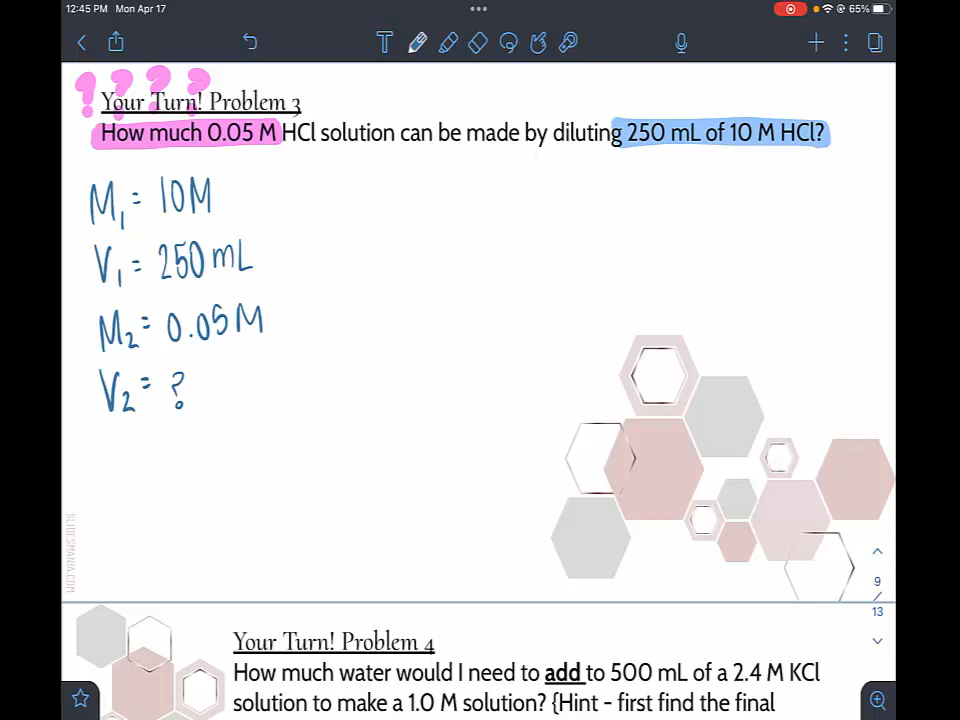 12:45 PM Mon Apr 17
65%
T
! ? ? ?
Your Turn! Problem 3
How much 0.05 M HCl solution can be made by diluting 250 mL of 10 M HCl?
M₁ = 10M
V₁ = 250 mL
M₂ = 0.05 M
V₂ = ?
SLIDESMANIA.COM
9
/
13
Your Turn! Problem 4
How much water would I need to add to 500 mL of a 2.4 M KCl
solution to make a 1.0 M solution? {Hint - first find the final